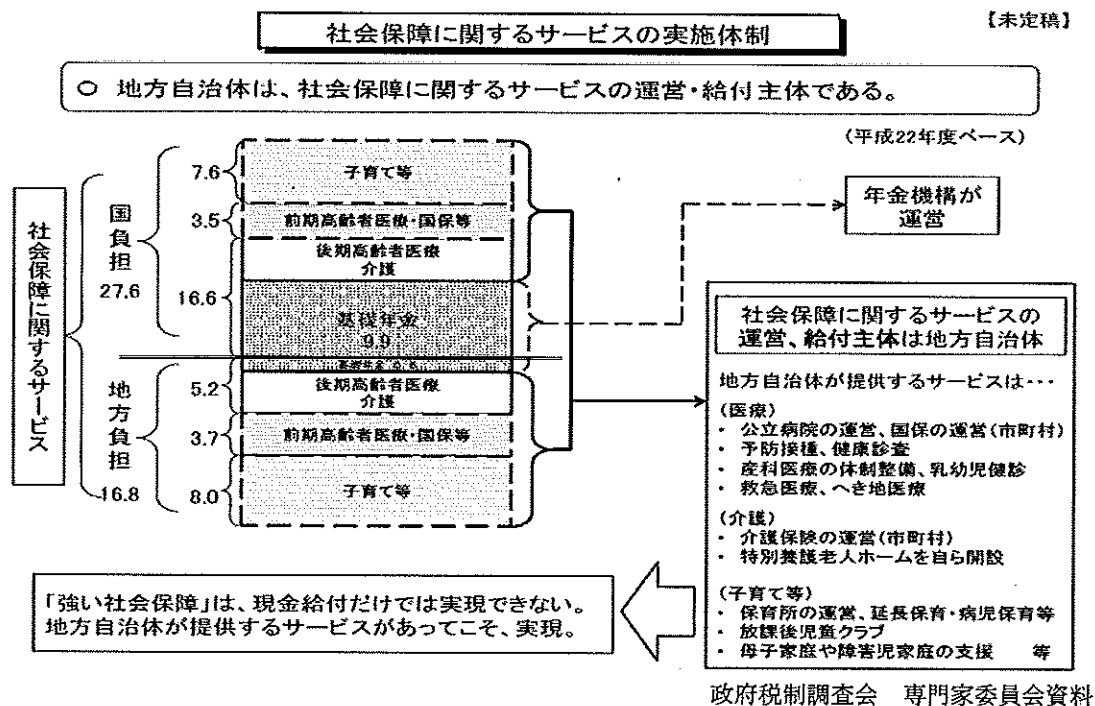 【未定稿】
社会保障に関するサービスの実施体制
○ 地方自治体は、社会保障に関するサービスの運営・給付主体である。
(平成22年度ベース)
社会保障に関するサービス
国負担
27.6
7.6
子育て等
3.5
前期高齢者医療・国保等
16.6
後期高齢者医療
介護
基礎年金
9.9
地方負担
16.8
5.2
後期高齢者医療
介護
3.7
前期高齢者医療・国保等
8.0
子育て等
年金機構が
運営
社会保障に関するサービスの
運営、給付主体は地方自治体
地方自治体が提供するサービスは・・・
(医療)
・ 公立病院の運営、国保の運営(市町村)
・ 予防接種、健康診査
・ 産科医療の体制整備、乳幼児健診
・ 救急医療、へき地医療
(介護)
・ 介護保険の運営(市町村)
・ 特別養護老人ホームを自ら開設
(子育て等)
・ 保育所の運営、延長保育・病児保育等
・ 放課後児童クラブ
・ 母子家庭や障害児家庭の支援 等
「強い社会保障」は、現金給付だけでは実現できない。
地方自治体が提供するサービスがあってこそ、実現。
政府税制調査会 専門家委員会資料